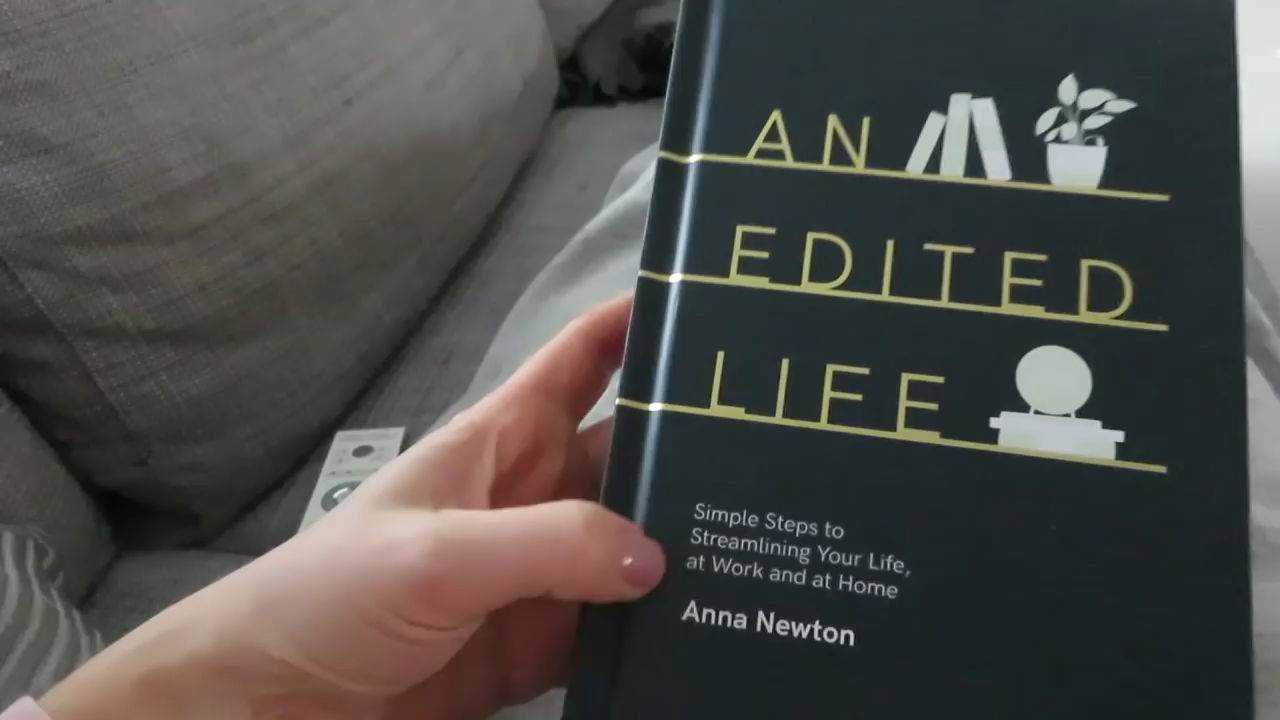 AN
EDITED
LIFE
Simple Steps to
Streamlining Your Life,
at Work and at Home
Anna Newton